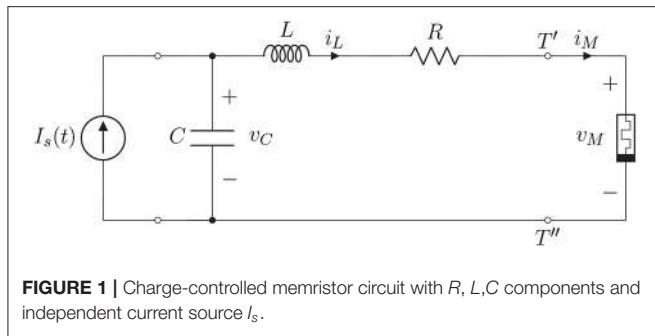 L
i_L
R
T′
i_M
+
+
I_s(t)
C
v_C
v_M
−
−
T″
FIGURE 1 | Charge-controlled memristor circuit with R, L,C components and
independent current source I_s.